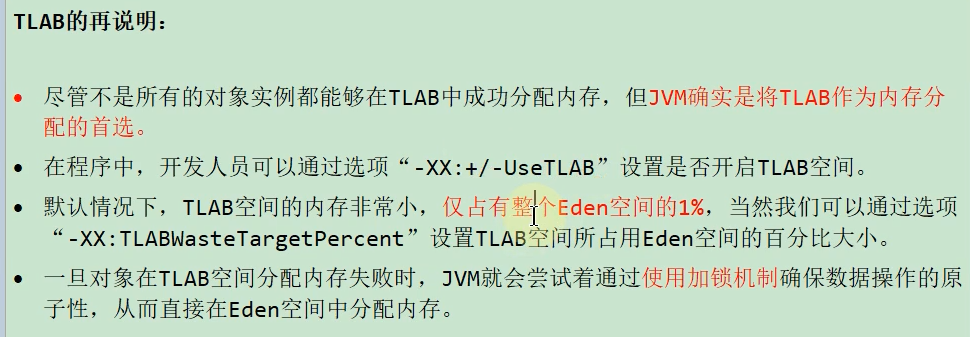 TLAB的再说明：
• 尽管不是所有的对象实例都能够在TLAB中成功分配内存，但JVM确实是将TLAB作为内存分
配的首选。
• 在程序中，开发人员可以通过选项“-XX:+/-UseTLAB”设置是否开启TLAB空间。
• 默认情况下，TLAB空间的内存非常小，仅占有整个Eden空间的1%，当然我们可以通过选项
“-XX:TLABWasteTargetPercent”设置TLAB空间所占用Eden空间的百分比大小。
• 一旦对象在TLAB空间分配内存失败时，JVM就会尝试着通过使用加锁机制确保数据操作的原
子性，从而直接在Eden空间中分配内存。